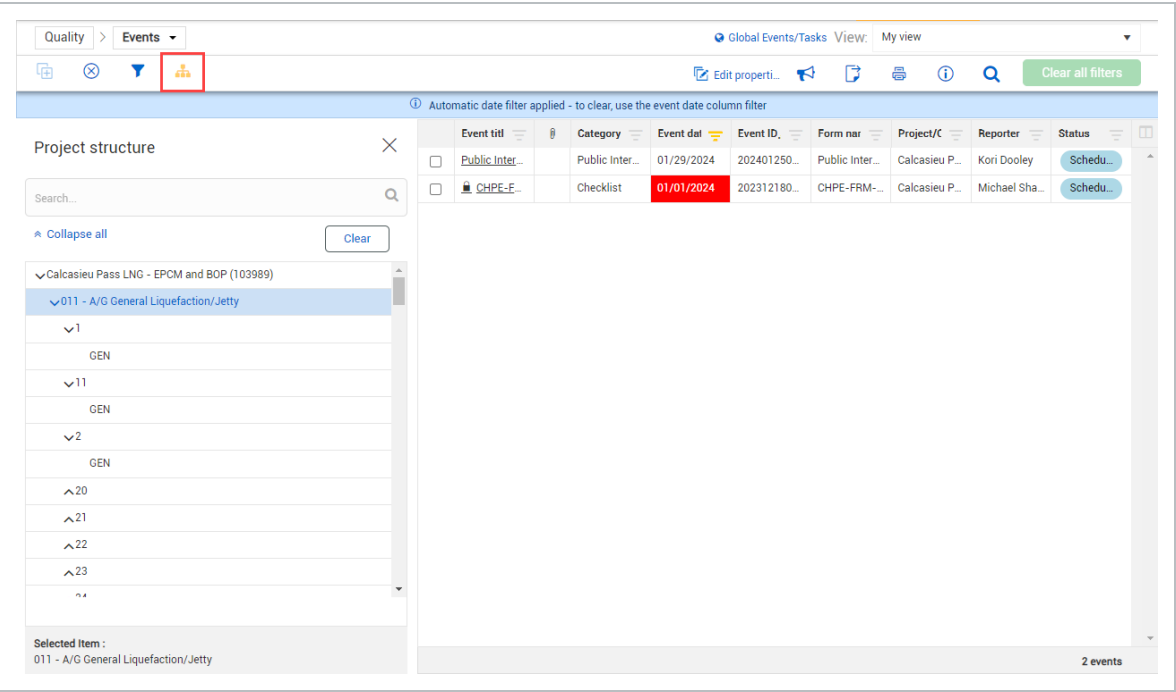 Quality > Events
Global Events/Tasks View: My view
Edit properti... Clear all filters
Automatic date filter applied - to clear, use the event date column filter
Project structure
Search...
Collapse all Clear
Calcasieu Pass LNG - EPCM and BOP (103989)
011 - A/G General Liquefaction/Jetty
1
GEN
11
GEN
2
GEN
20
21
22
23
24
Selected Item :
011 - A/G General Liquefaction/Jetty
Event titl Category Event dat Event ID, Form nar Project/C Reporter Status
Public Inter... Public Inter... 01/29/2024 202401250... Public Inter... Calcasieu P... Kori Dooley Schedu...
CHPE-F... Checklist 01/01/2024 202312180... CHPE-FRM-... Calcasieu P... Michael Sha... Schedu...
2 events